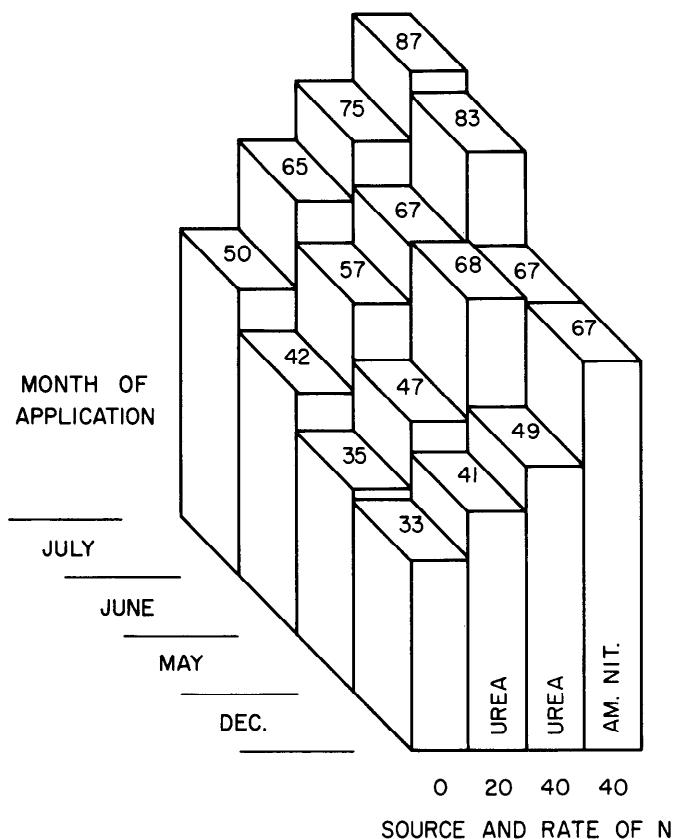 87
75
83
65
67
50
57
68
67
42
67
MONTH OF
APPLICATION
47
35
49
41
33
JULY
JUNE
MAY
DEC.
UREA
UREA
AM. NIT.
0 20 40 40
SOURCE AND RATE OF N